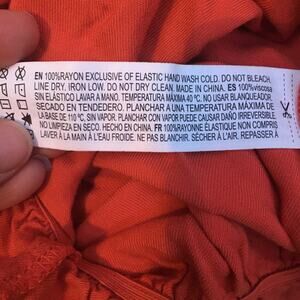 EN 100%RAYON EXCLUSIVE OF ELASTIC HAND WASH COLD. DO NOT BLEACH,
LINE DRY. IRON LOW. DO NOT DRY CLEAN. MADE IN CHINA. ES 100%viscosa
SIN ELÁSTICO LAVAR A MANO. TEMPERATURA MÁXIMA 40 ºC. NO USAR BLANQUEADOR.
SECADO EN TENDEDERO. PLANCHAR A UNA TEMPERATURA MÁXIMA DE
LA BASE DE 110 ºC. SIN VAPOR. PLANCHAR CON VAPOR PUEDE CAUSAR DAÑO IRREVERSIBLE.
NO LIMPIEZA EN SECO. HECHO EN CHINA. FR 100%RAYONNE ÉLASTIQUE NON COMPRIS
LAVER À LA MAIN À L'EAU FROIDE. NE PAS BLANCHIR. SÉCHER À L'AIR. REPASSER À